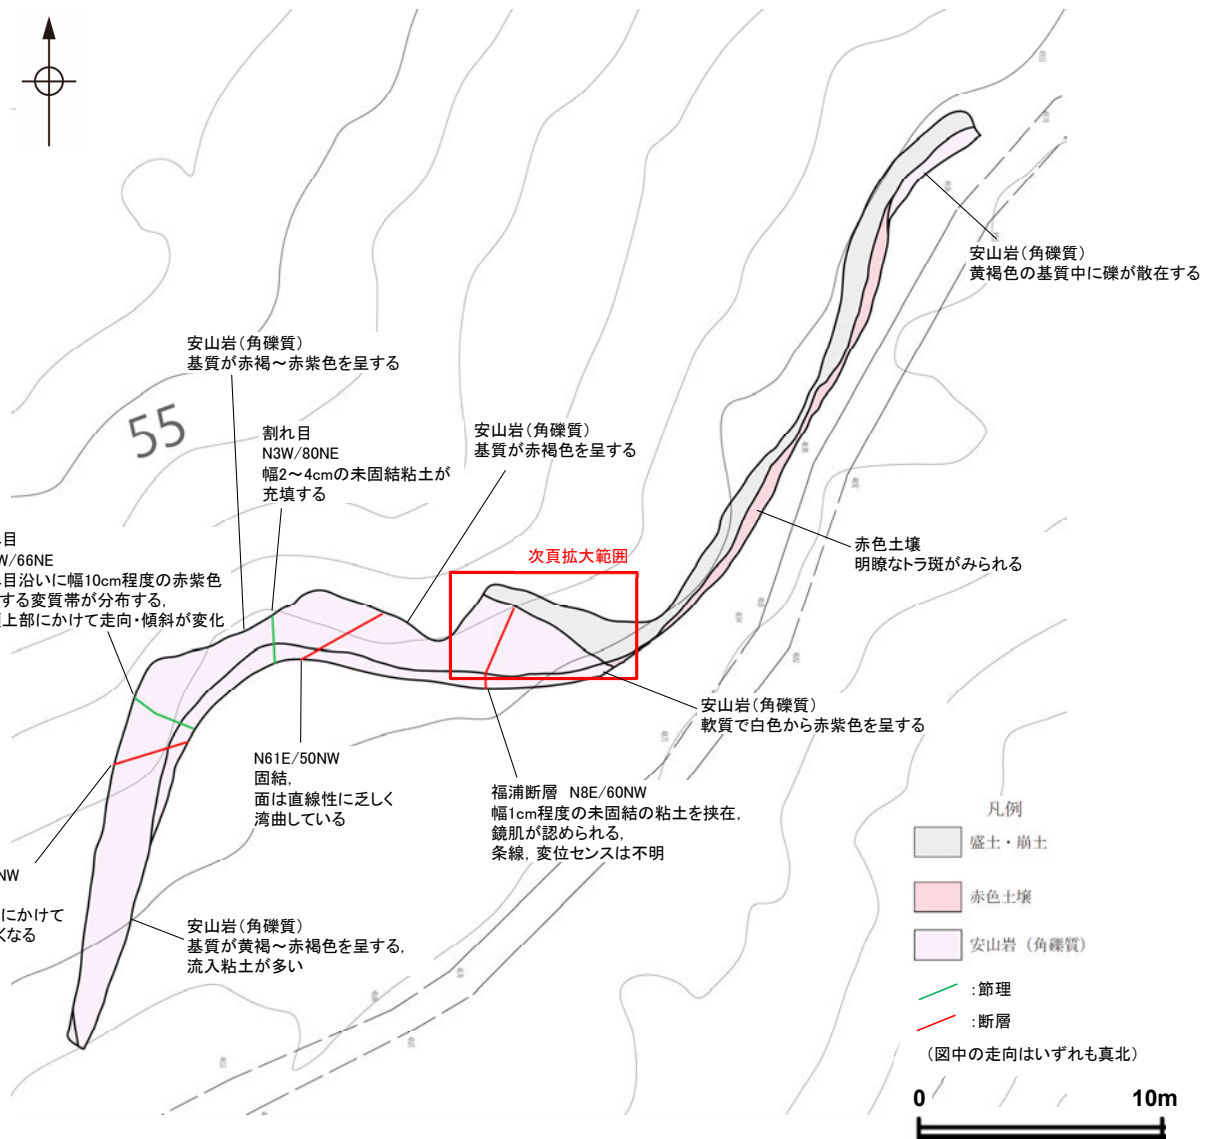 安山岩(角礫質)
黄褐色の基質中に礫が散在する
安山岩(角礫質)
基質が赤褐～赤紫色を呈する
55
割れ目
N3W/80NE
幅2～4cmの未固結粘土が
充填する
安山岩(角礫質)
基質が赤褐色を呈する
目
W/66NE
目沿いに幅10cm程度の赤紫色
する変質帯が分布する,
上部にかけて走向・傾斜が変化
次頁拡大範囲
赤色土壌
明瞭なトラ斑がみられる
安山岩(角礫質)
軟質で白色から赤紫色を呈する
N61E/50NW
固結,
面は直線性に乏しく
湾曲している
福浦断層 N8E/60NW
幅1cm程度の未固結の粘土を挟在,
鏡肌が認められる,
条線, 変位センスは不明
NW
にかけて
なる
安山岩(角礫質)
基質が黄褐～赤褐色を呈する,
流入粘土が多い
凡例
盛土・崩土
赤色土壌
安山岩（角礫質）
:節理
:断層
(図中の走向はいずれも真北)
0 10m